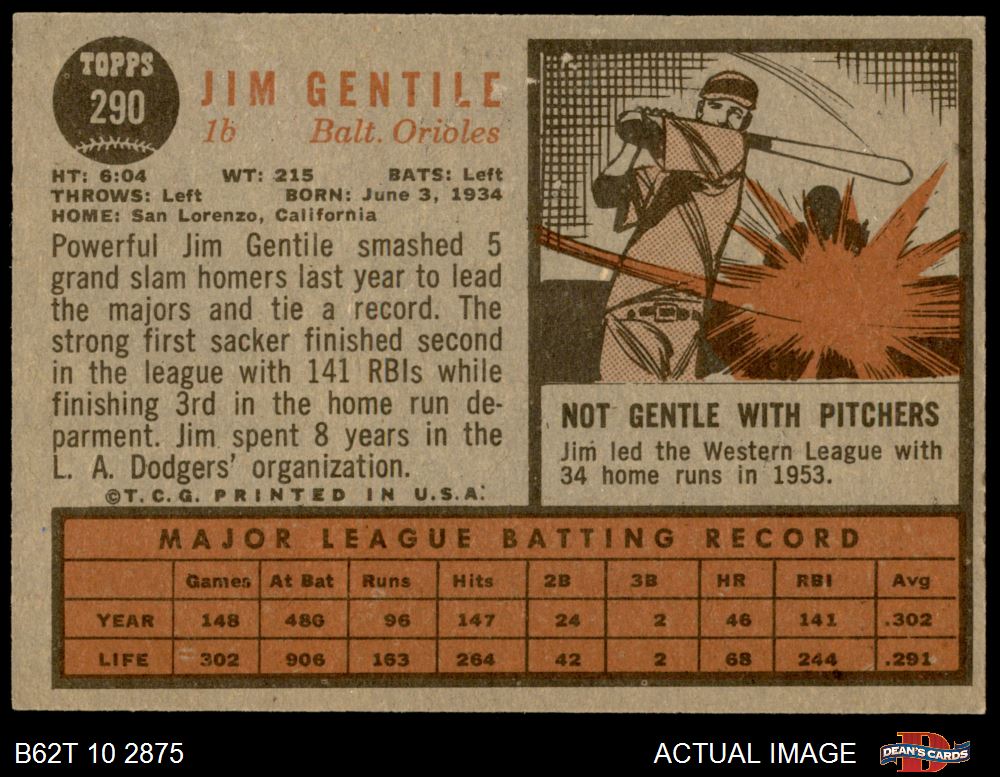 TOPPS
290
JIM GENTILE
1b Balt. Orioles
HT: 6:04 WT: 215 BATS: Left
THROWS: Left BORN: June 3, 1934
HOME: San Lorenzo, California
Powerful Jim Gentile smashed 5
grand slam homers last year to lead
the majors and tie a record. The
strong first sacker finished second
in the league with 141 RBIs while
finishing 3rd in the home run de-
parment. Jim spent 8 years in the
L. A. Dodgers' organization.
©T.C.G. PRINTED IN U.S.A.
NOT GENTLE WITH PITCHERS
Jim led the Western League with
34 home runs in 1953.
MAJOR LEAGUE BATTING RECORD
Games At Bat Runs Hits 2B 3B HR RBI Avg
YEAR 148 486 96 147 24 2 46 141 .302
LIFE 302 906 163 264 42 2 68 244 .291
B62T 10 2875
ACTUAL IMAGE
DEAN'S CARDS